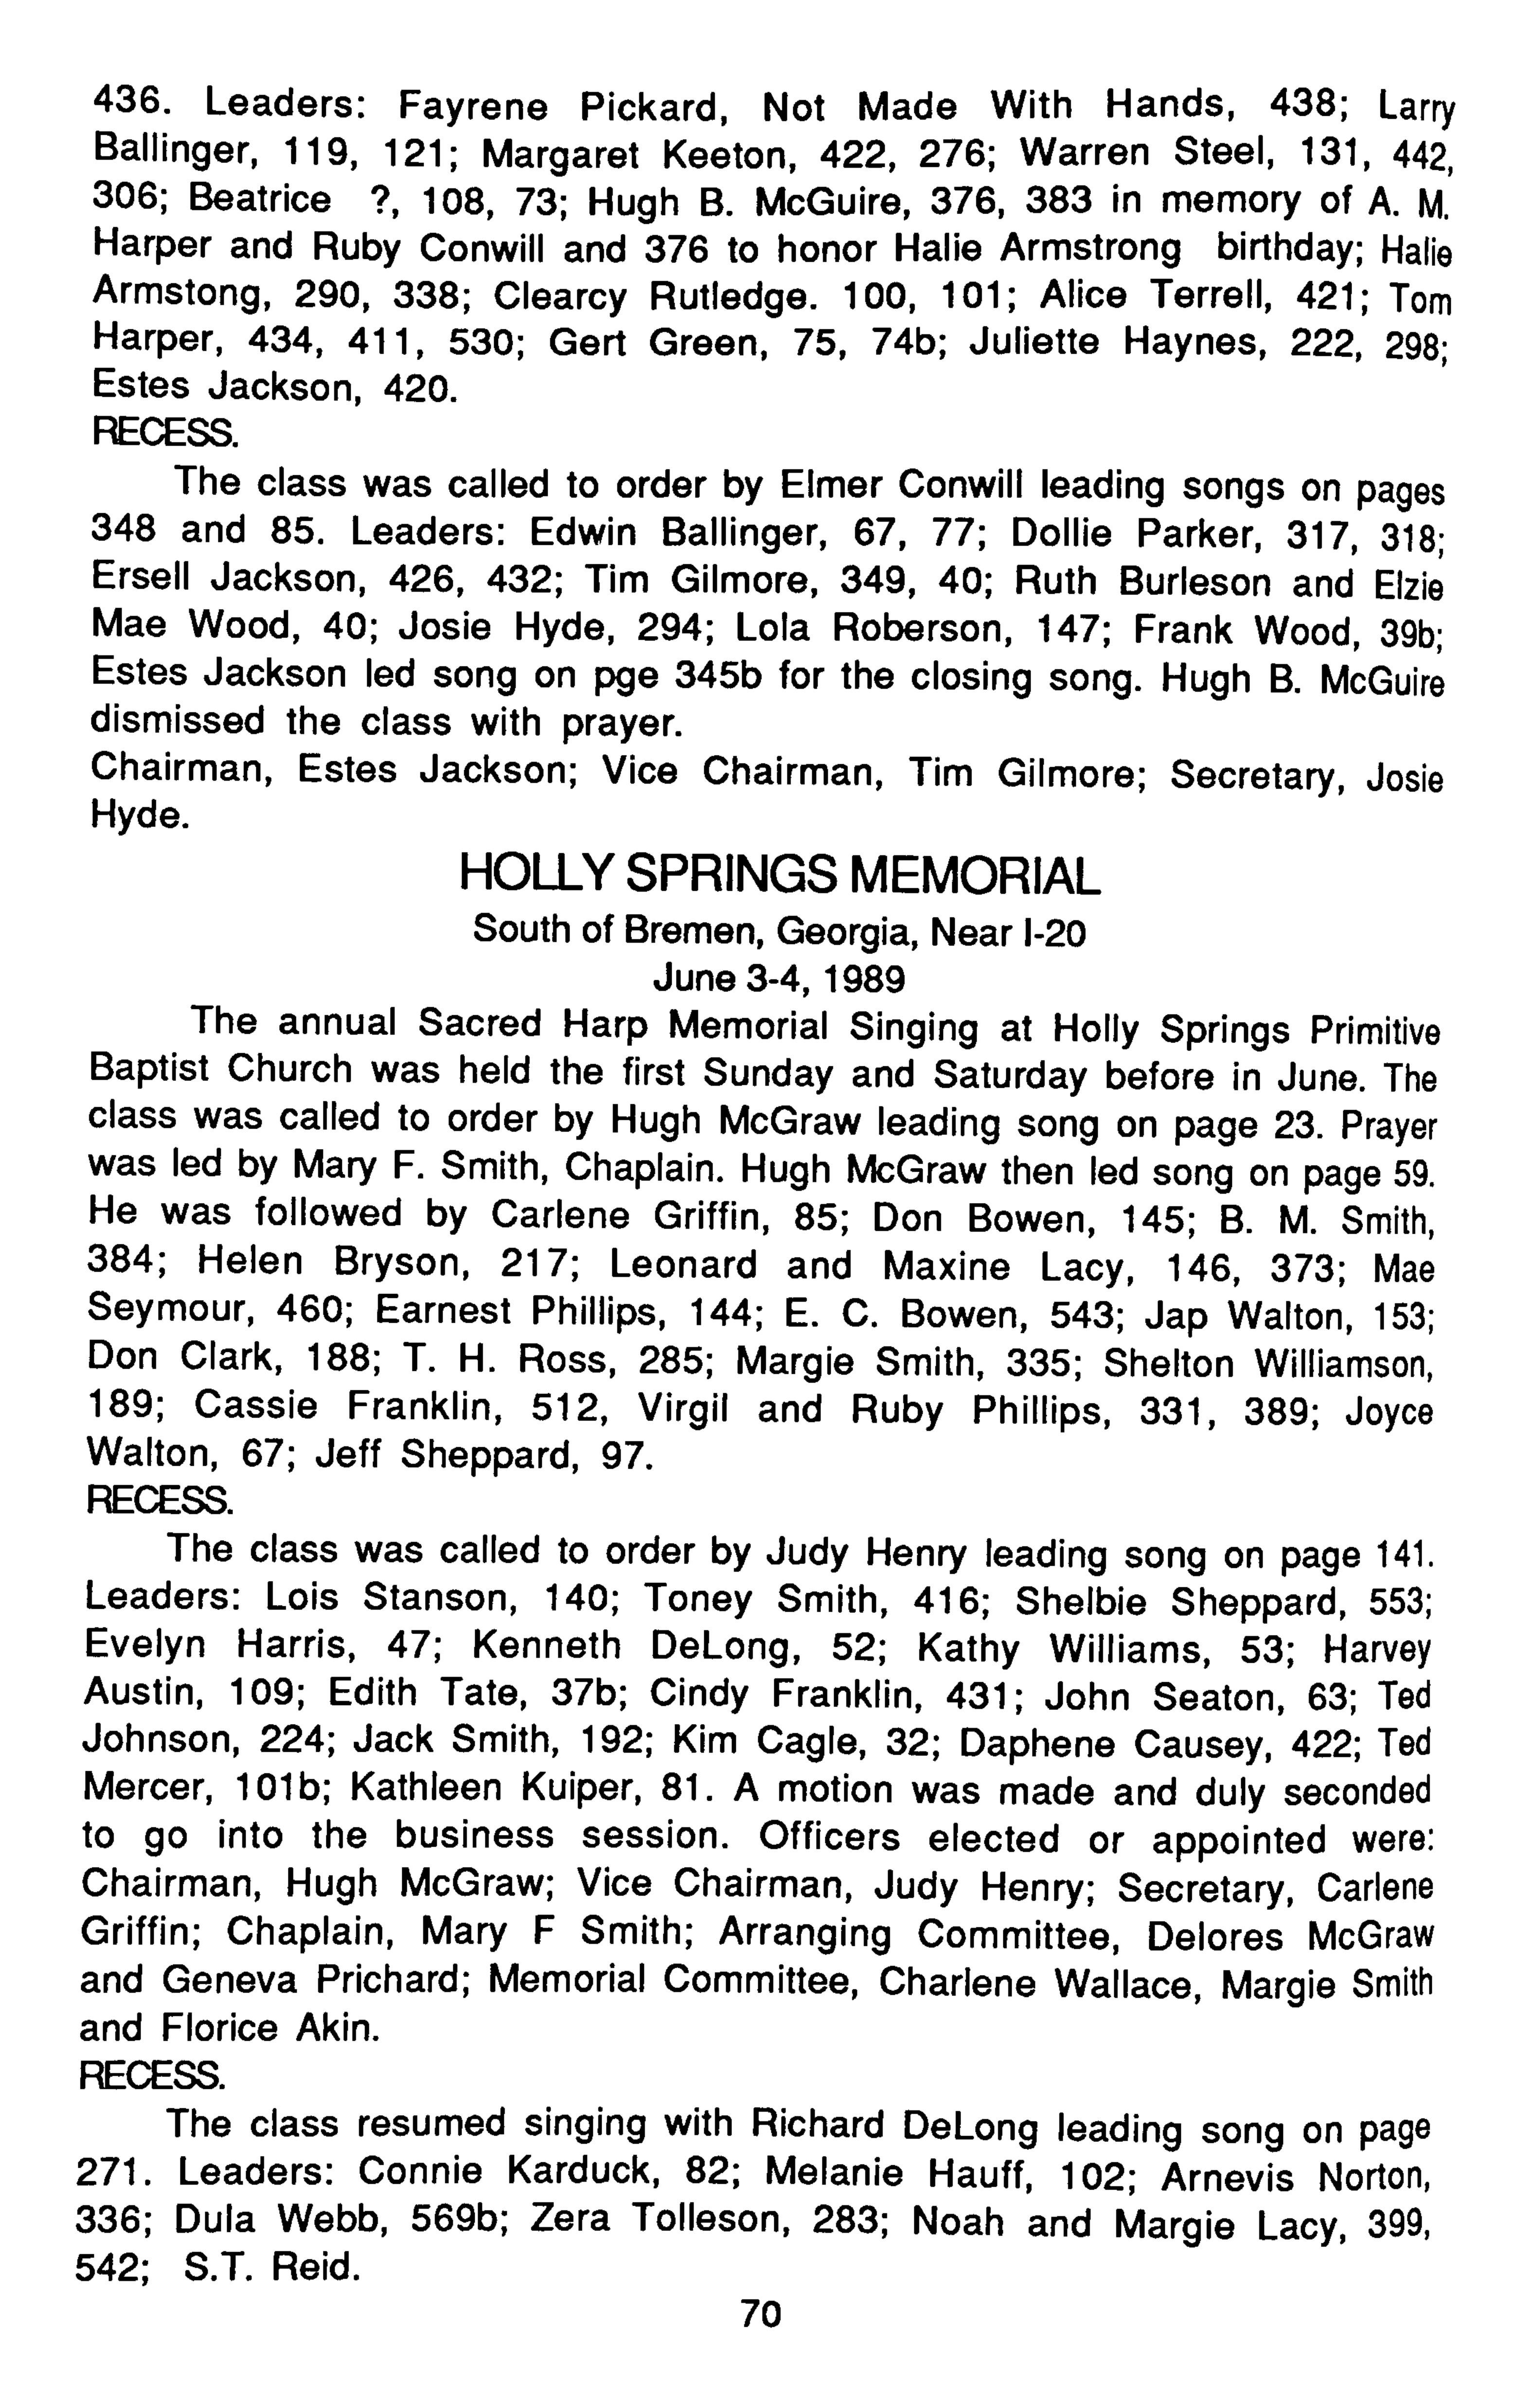 436. Leaders: Fayrene Pickard, Not Made With Hands, 438; Larry
Ballinger, 119, 121; Margaret Keeton, 422, 276; Warren Steel, 131, 442,
306; Beatrice ?, 108, 73; Hugh B. McGuire, 376, 383 in memory of A. M.
Harper and Ruby Conwill and 376 to honor Halie Armstrong birthday; Halie
Armstong, 290, 338; Clearcy Rutledge. 100, 101; Alice Terrell, 421; Tom
Harper, 434, 411, 530; Gert Green, 75, 74b; Juliette Haynes, 222, 298;
Estes Jackson, 420.
RECESS.
The class was called to order by Elmer Conwill leading songs on pages
348 and 85. Leaders: Edwin Ballinger, 67, 77; Dollie Parker, 317, 318;
Ersell Jackson, 426, 432; Tim Gilmore, 349, 40; Ruth Burleson and Elzie
Mae Wood, 40; Josie Hyde, 294; Lola Roberson, 147; Frank Wood, 39b;
Estes Jackson led song on pge 345b for the closing song. Hugh B. McGuire
dismissed the class with prayer.
Chairman, Estes Jackson; Vice Chairman, Tim Gilmore; Secretary, Josie
Hyde.
HOLLY SPRINGS MEMORIAL
South of Bremen, Georgia, Near I-20
June 3-4, 1989
The annual Sacred Harp Memorial Singing at Holly Springs Primitive
Baptist Church was held the first Sunday and Saturday before in June. The
class was called to order by Hugh McGraw leading song on page 23. Prayer
was led by Mary F. Smith, Chaplain. Hugh McGraw then led song on page 59.
He was followed by Carlene Griffin, 85; Don Bowen, 145; B. M. Smith,
384; Helen Bryson, 217; Leonard and Maxine Lacy, 146, 373; Mae
Seymour, 460; Earnest Phillips, 144; E. C. Bowen, 543; Jap Walton, 153;
Don Clark, 188; T. H. Ross, 285; Margie Smith, 335; Shelton Williamson,
189; Cassie Franklin, 512, Virgil and Ruby Phillips, 331, 389; Joyce
Walton, 67; Jeff Sheppard, 97.
RECESS.
The class was called to order by Judy Henry leading song on page 141.
Leaders: Lois Stanson, 140; Toney Smith, 416; Shelbie Sheppard, 553;
Evelyn Harris, 47; Kenneth DeLong, 52; Kathy Williams, 53; Harvey
Austin, 109; Edith Tate, 37b; Cindy Franklin, 431; John Seaton, 63; Ted
Johnson, 224; Jack Smith, 192; Kim Cagle, 32; Daphene Causey, 422; Ted
Mercer, 101b; Kathleen Kuiper, 81. A motion was made and duly seconded
to go into the business session. Officers elected or appointed were:
Chairman, Hugh McGraw; Vice Chairman, Judy Henry; Secretary, Carlene
Griffin; Chaplain, Mary F Smith; Arranging Committee, Delores McGraw
and Geneva Prichard; Memorial Committee, Charlene Wallace, Margie Smith
and Florice Akin.
RECESS.
The class resumed singing with Richard DeLong leading song on page
271. Leaders: Connie Karduck, 82; Melanie Hauff, 102; Arnevis Norton,
336; Dula Webb, 569b; Zera Tolleson, 283; Noah and Margie Lacy, 399,
542; S.T. Reid.
70